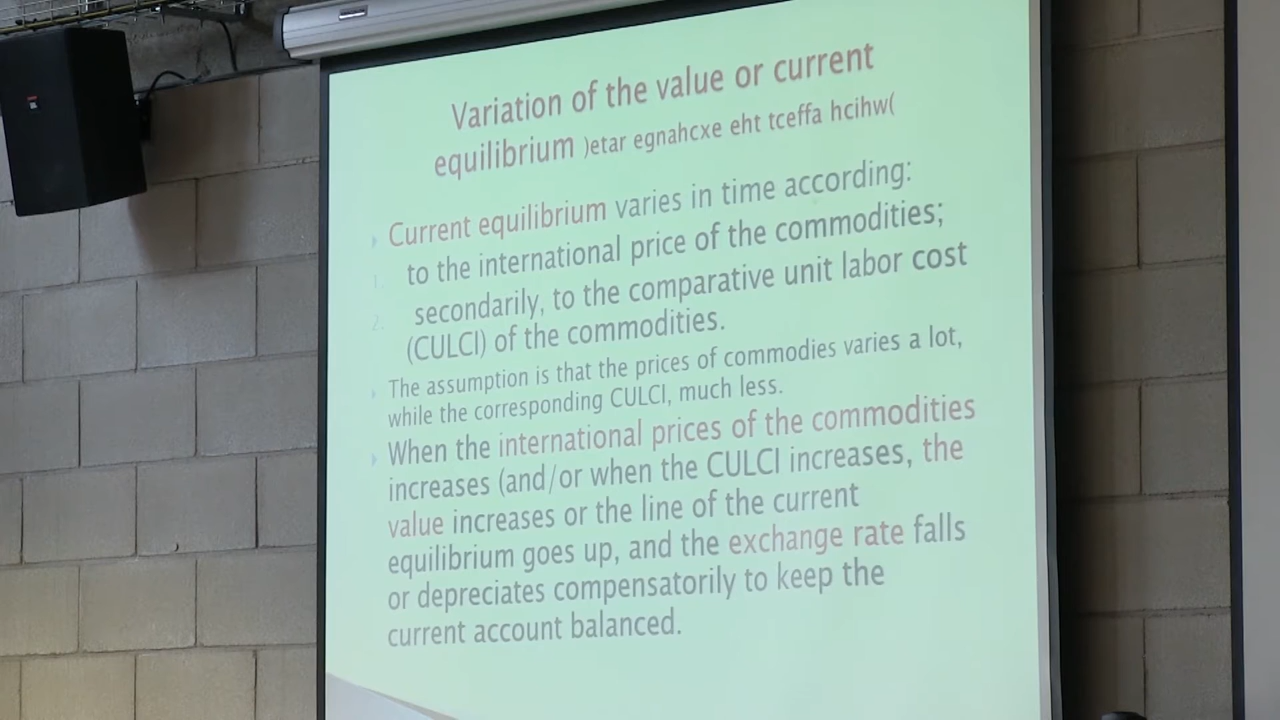 Variation of the value or current
equilibrium )etar egnahcxe eht tceffa hcihw(
Current equilibrium varies in time according:
1. to the international price of the commodities;
2. secondarily, to the comparative unit labor cost
(CULCI) of the commodities.
The assumption is that the prices of commodies varies a lot,
while the corresponding CULCI, much less.
When the international prices of the commodities
increases (and/or when the CULCI increases, the
value increases or the line of the current
equilibrium goes up, and the exchange rate falls
or depreciates compensatorily to keep the
current account balanced.